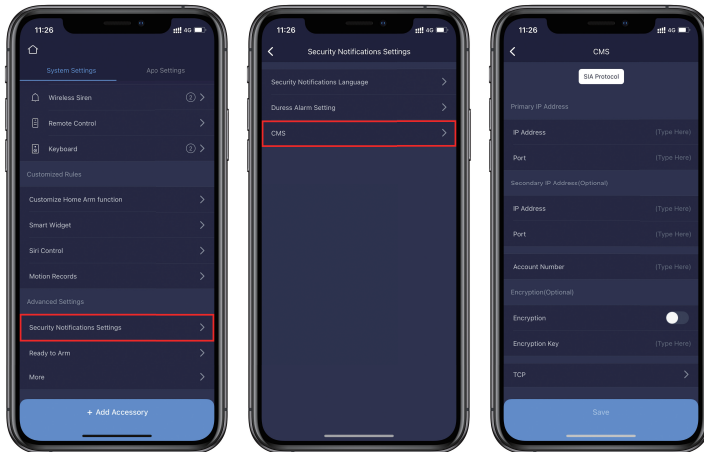 11:26
4G
System Settings
App Settings
Wireless Siren
2
Remote Control
Keyboard
2
Customized Rules
Customize Home Arm function
Smart Widget
Siri Control
Motion Records
Advanced Settings
Security Notifications Settings
Ready to Arm
More
+ Add Accessory
11:26
4G
Security Notifications Settings
Security Notifications Language
Duress Alarm Setting
CMS
11:26
4G
CMS
SIA Protocol
Primary IP Address
IP Address (Type Here)
Port (Type Here)
Secondary IP Address(Optional)
IP Address (Type Here)
Port (Type Here)
Account Number (Type Here)
Encryption(Optional)
Encryption
Encryption Key (Type Here)
TCP
Save